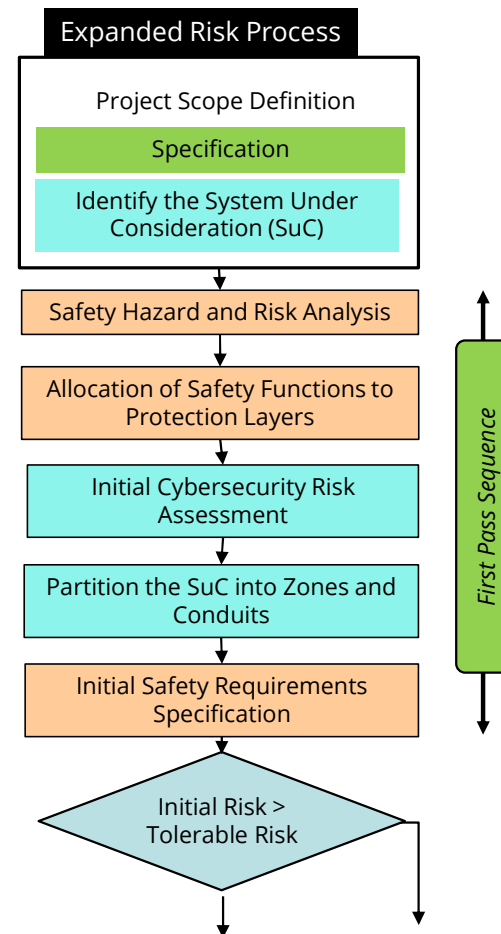 Expanded Risk Process
Project Scope Definition
Specification
Identify the System Under
Consideration (SuC)
Safety Hazard and Risk Analysis
Allocation of Safety Functions to
Protection Layers
Initial Cybersecurity Risk
Assessment
Partition the SuC into Zones and
Conduits
Initial Safety Requirements
Specification
Initial Risk >
Tolerable Risk
First Pass Sequence